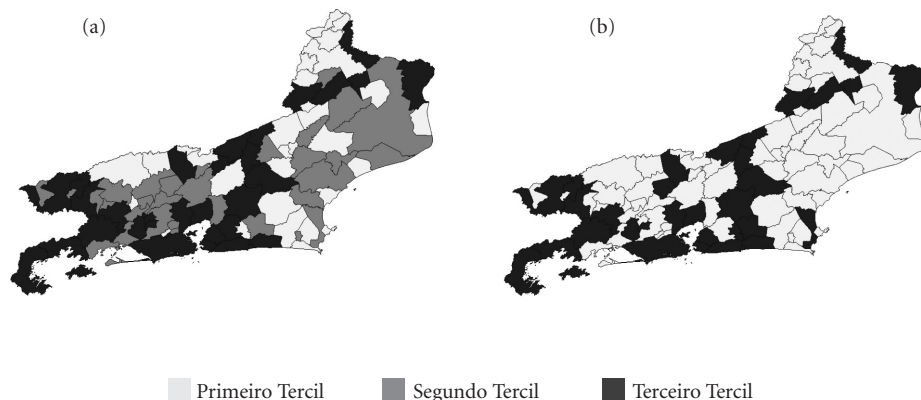 (a)
(b)
Primeiro Tercil
Segundo Tercil
Terceiro Tercil